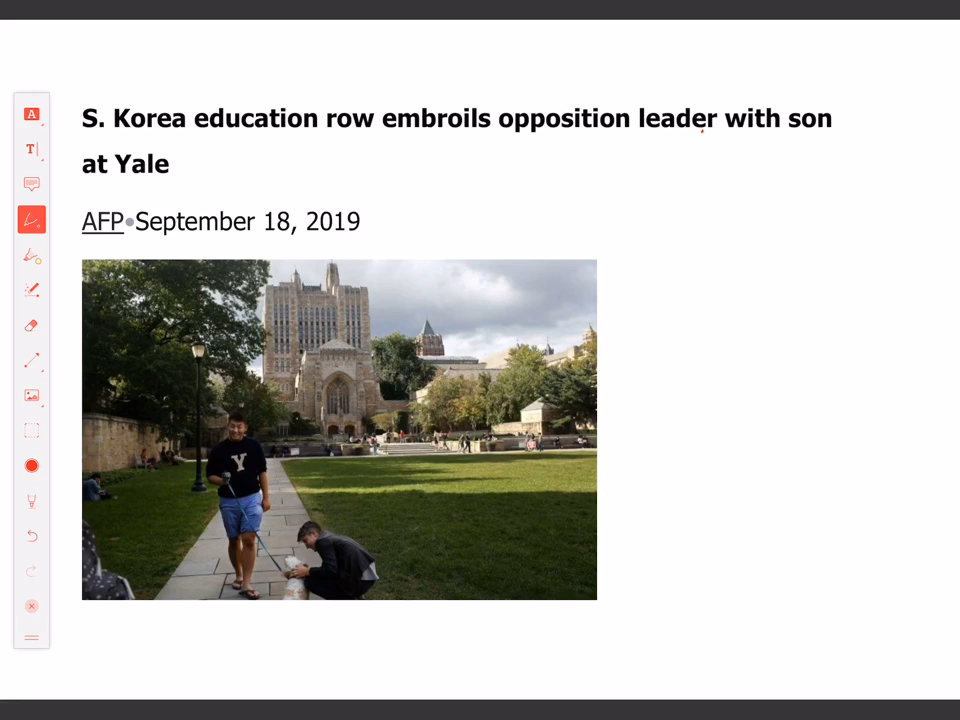 S. Korea education row embroils opposition leader with son
at Yale
AFP•September 18, 2019
A
T
Y